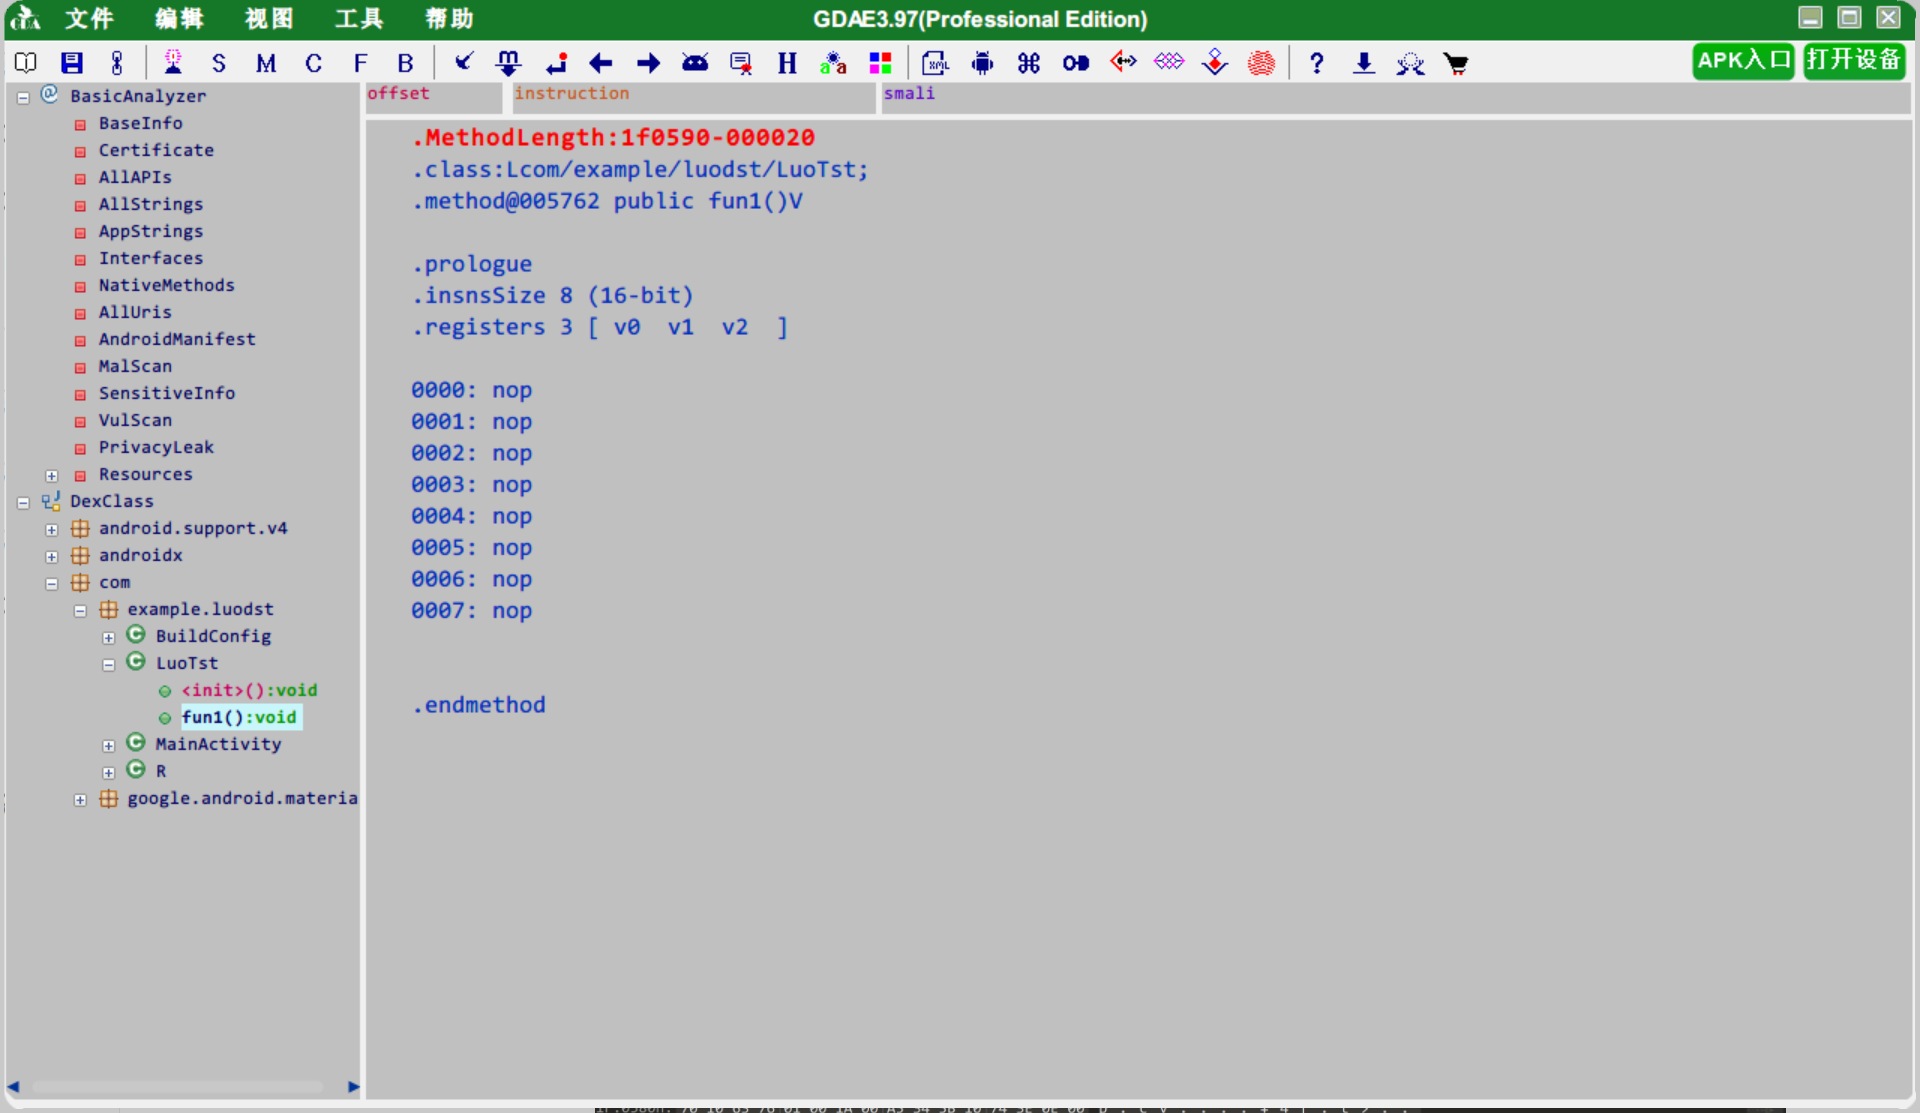 GDA 文件 编辑 视图 工具 帮助 GDAE3.97(Professional Edition)
S M C F B m H a*a XML ? APK入口 打开设备
offset instruction smali
BasicAnalyzer
BaseInfo
Certificate
AllAPIs
AllStrings
AppStrings
Interfaces
NativeMethods
AllUris
AndroidManifest
MalScan
SensitiveInfo
VulScan
PrivacyLeak
Resources
DexClass
android.support.v4
androidx
com
example.luodst
BuildConfig
LuoTst
<init>():void
fun1():void
MainActivity
R
google.android.materia
.MethodLength:1f0590-000020
.class:Lcom/example/luodst/LuoTst;
.method@005762 public fun1()V
.prologue
.insnsSize 8 (16-bit)
.registers 3 [ v0 v1 v2 ]
0000: nop
0001: nop
0002: nop
0003: nop
0004: nop
0005: nop
0006: nop
0007: nop
.endmethod